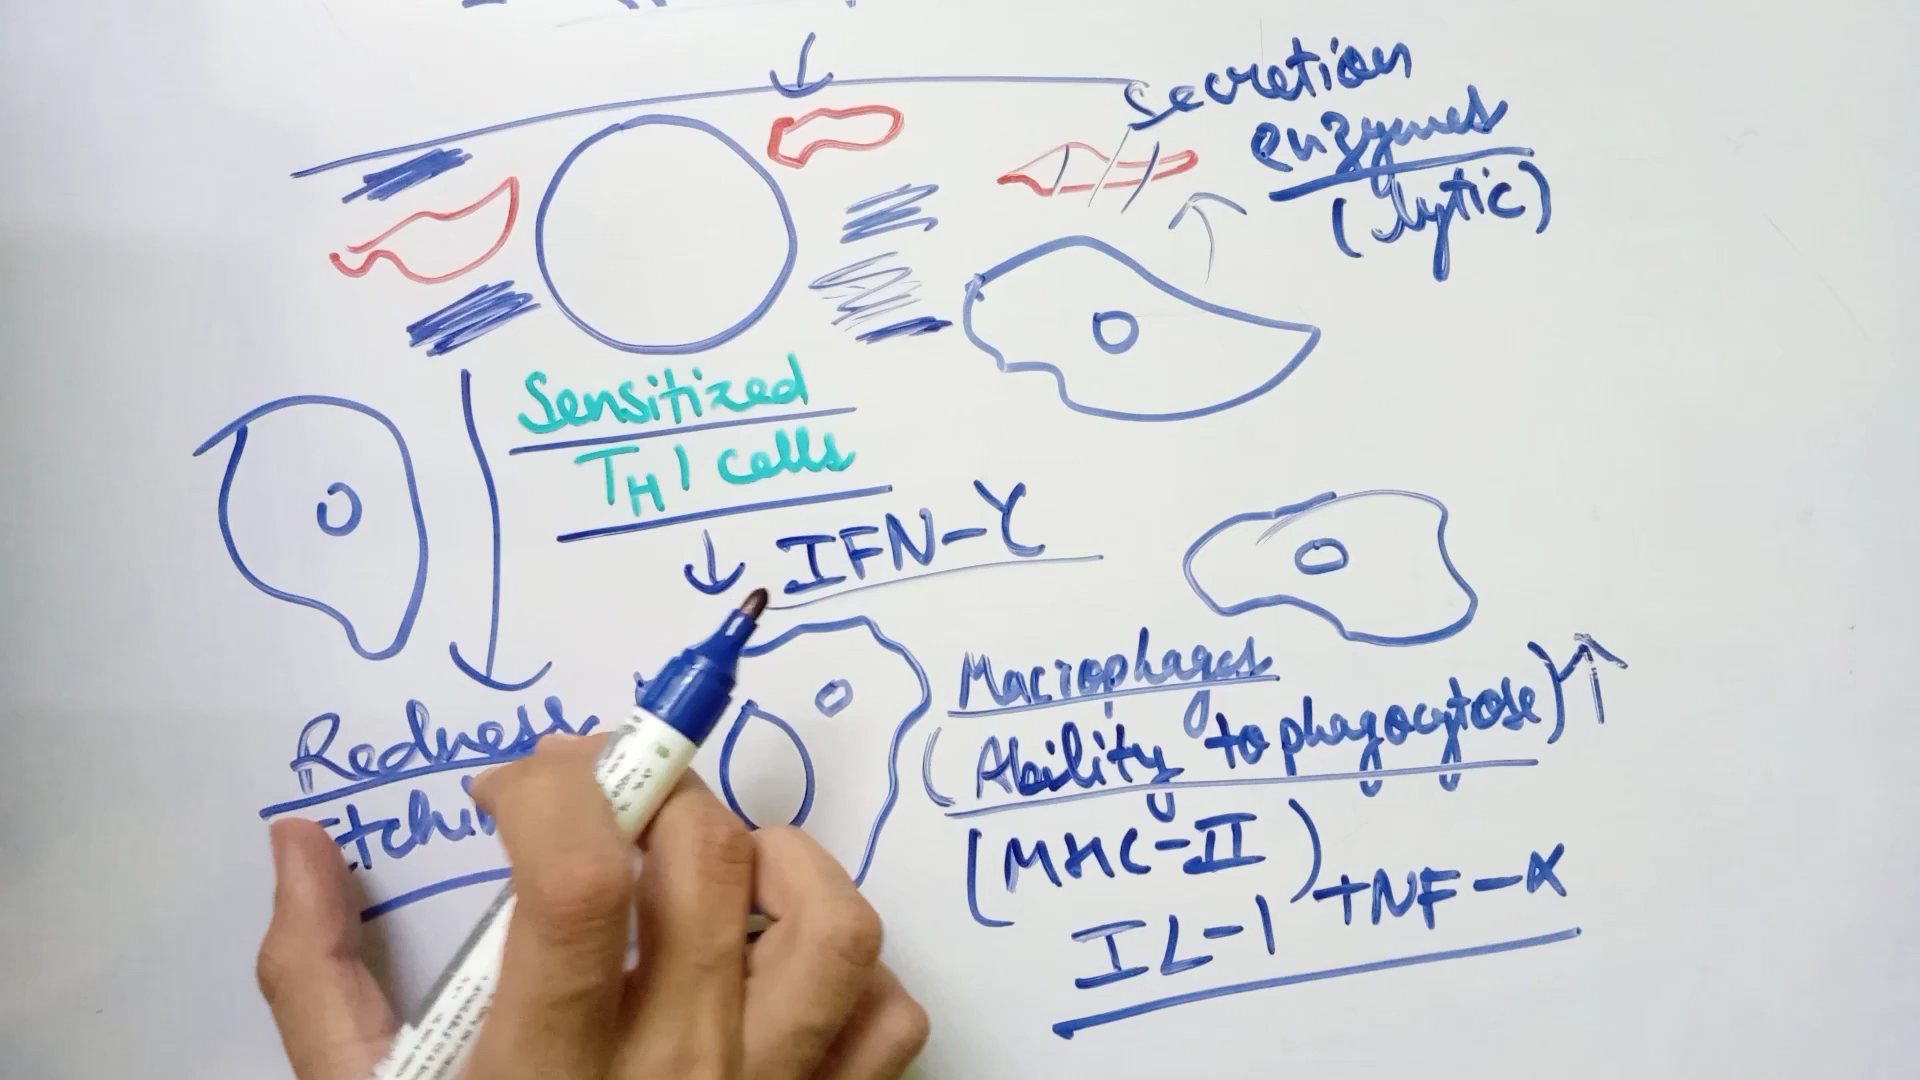 Secretion
enzymes
(lytic)
Sensitized
TH1 cells
↓ IFN-γ
Macrophages
(Ability to phagocytose) ↑
(MHC-II)
IL-1 TNF-α
Redness